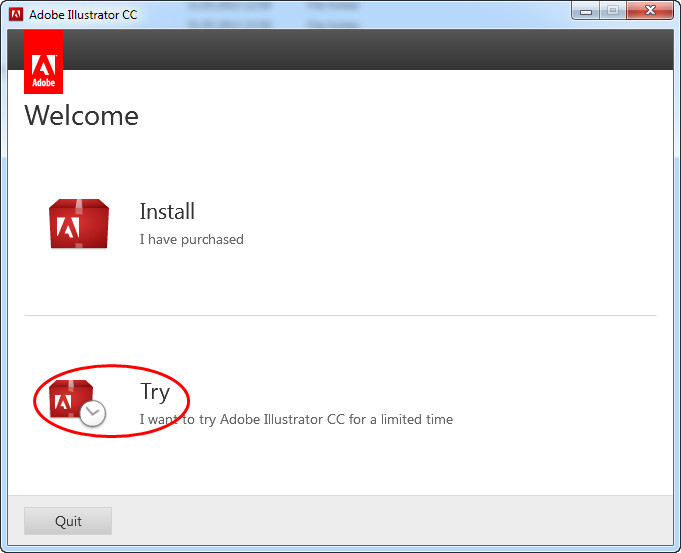 Adobe Illustrator CC
Adobe
Welcome
Install
I have purchased
Try
I want to try Adobe Illustrator CC for a limited time
Quit